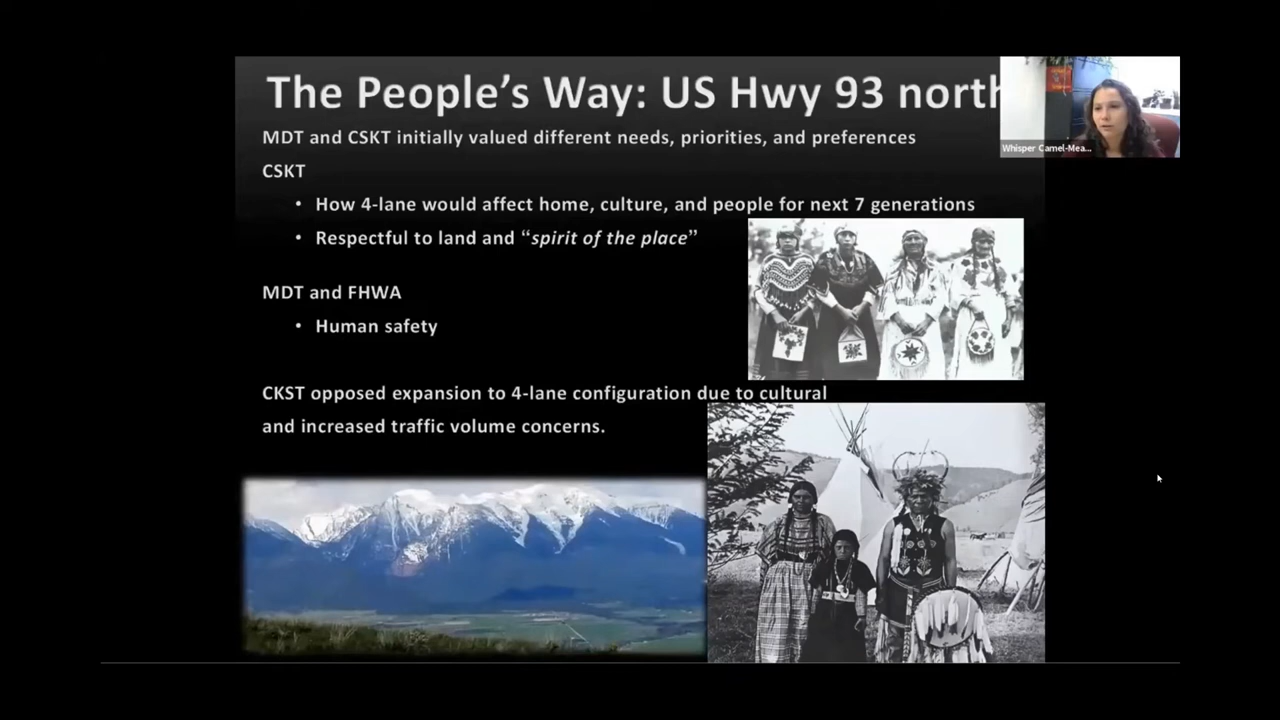 The People's Way: US Hwy 93 north
Whisper Camel-Mea...
MDT and CSKT initially valued different needs, priorities, and preferences
CSKT
• How 4-lane would affect home, culture, and people for next 7 generations
• Respectful to land and “spirit of the place”
MDT and FHWA
• Human safety
CKST opposed expansion to 4-lane configuration due to cultural
and increased traffic volume concerns.